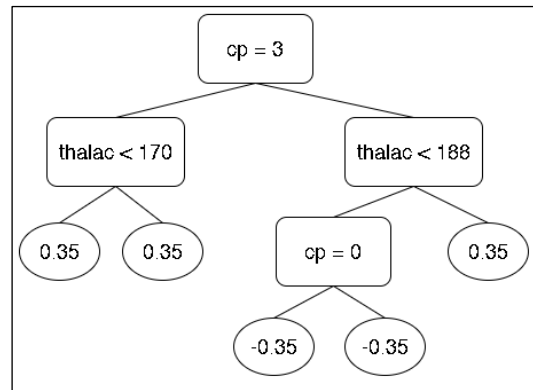 cp = 3
thalac < 170
thalac < 188
0.35
0.35
cp = 0
0.35
-0.35
-0.35